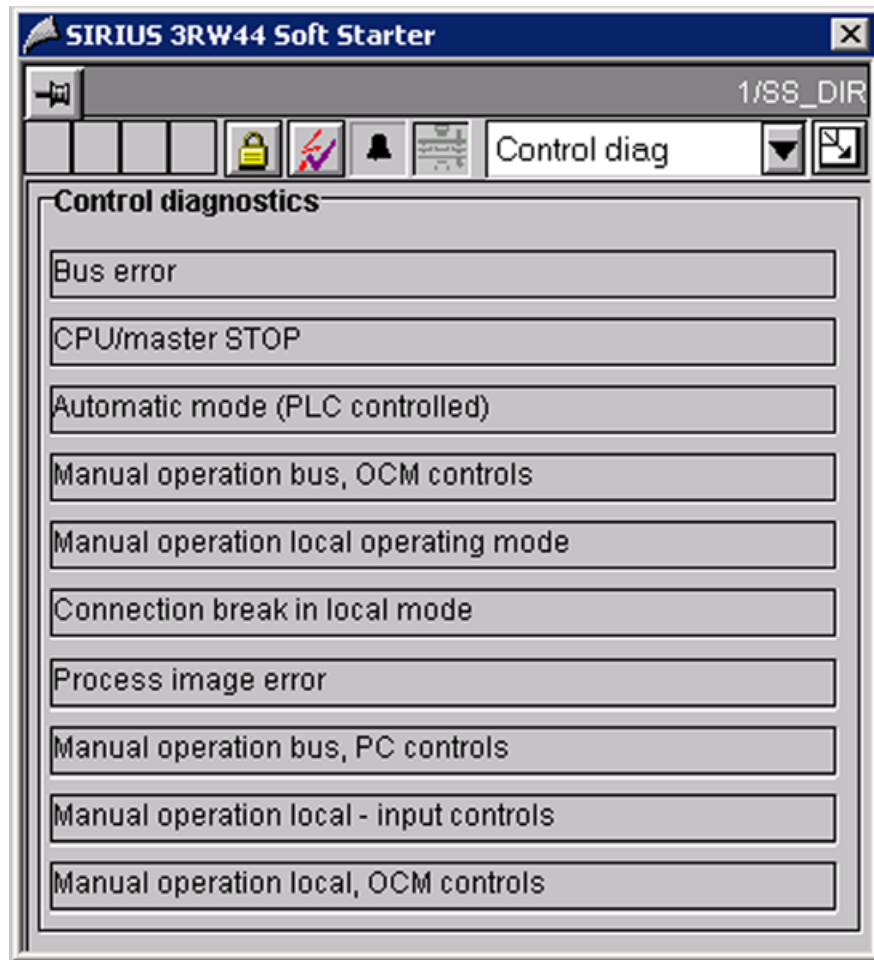 SIRIUS 3RW44 Soft Starter
1/SS_DIR
Control diag
Control diagnostics
Bus error
CPU/master STOP
Automatic mode (PLC controlled)
Manual operation bus, OCM controls
Manual operation local operating mode
Connection break in local mode
Process image error
Manual operation bus, PC controls
Manual operation local - input controls
Manual operation local, OCM controls